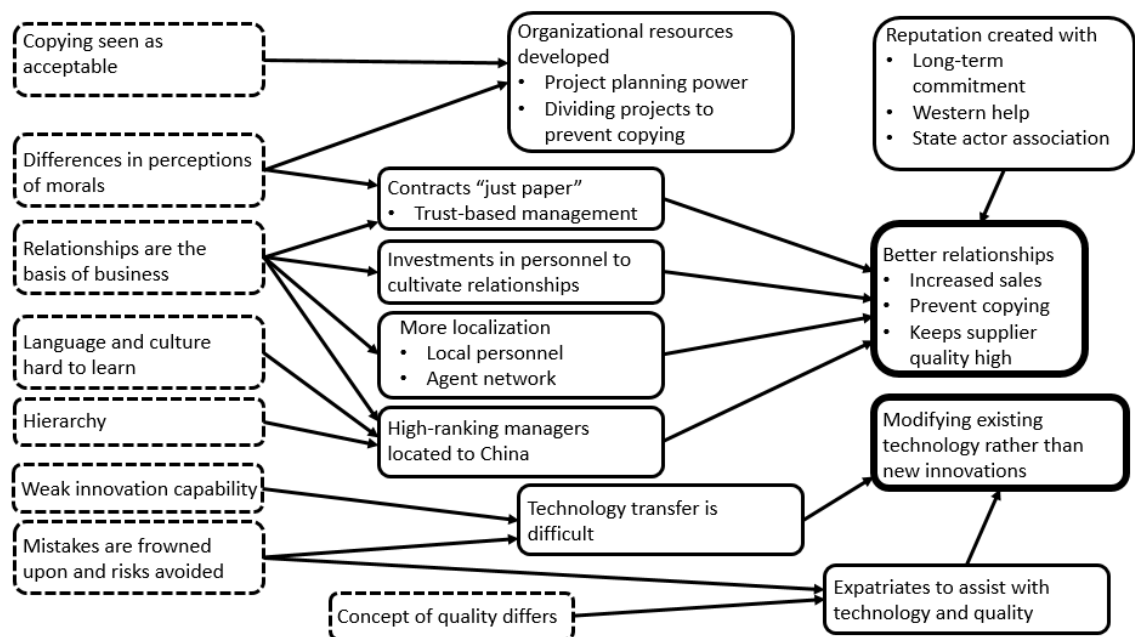 Copying seen as
acceptable
Organizational resources
developed
• Project planning power
• Dividing projects to
prevent copying
Reputation created with
• Long-term
commitment
• Western help
• State actor association
Differences in perceptions
of morals
Contracts “just paper”
• Trust-based management
Relationships are the
basis of business
Investments in personnel to
cultivate relationships
Better relationships
• Increased sales
• Prevent copying
• Keeps supplier
quality high
Language and culture
hard to learn
More localization
• Local personnel
• Agent network
Hierarchy
High-ranking managers
located to China
Modifying existing
technology rather than
new innovations
Weak innovation capability
Technology transfer is
difficult
Mistakes are frowned
upon and risks avoided
Concept of quality differs
Expatriates to assist with
technology and quality